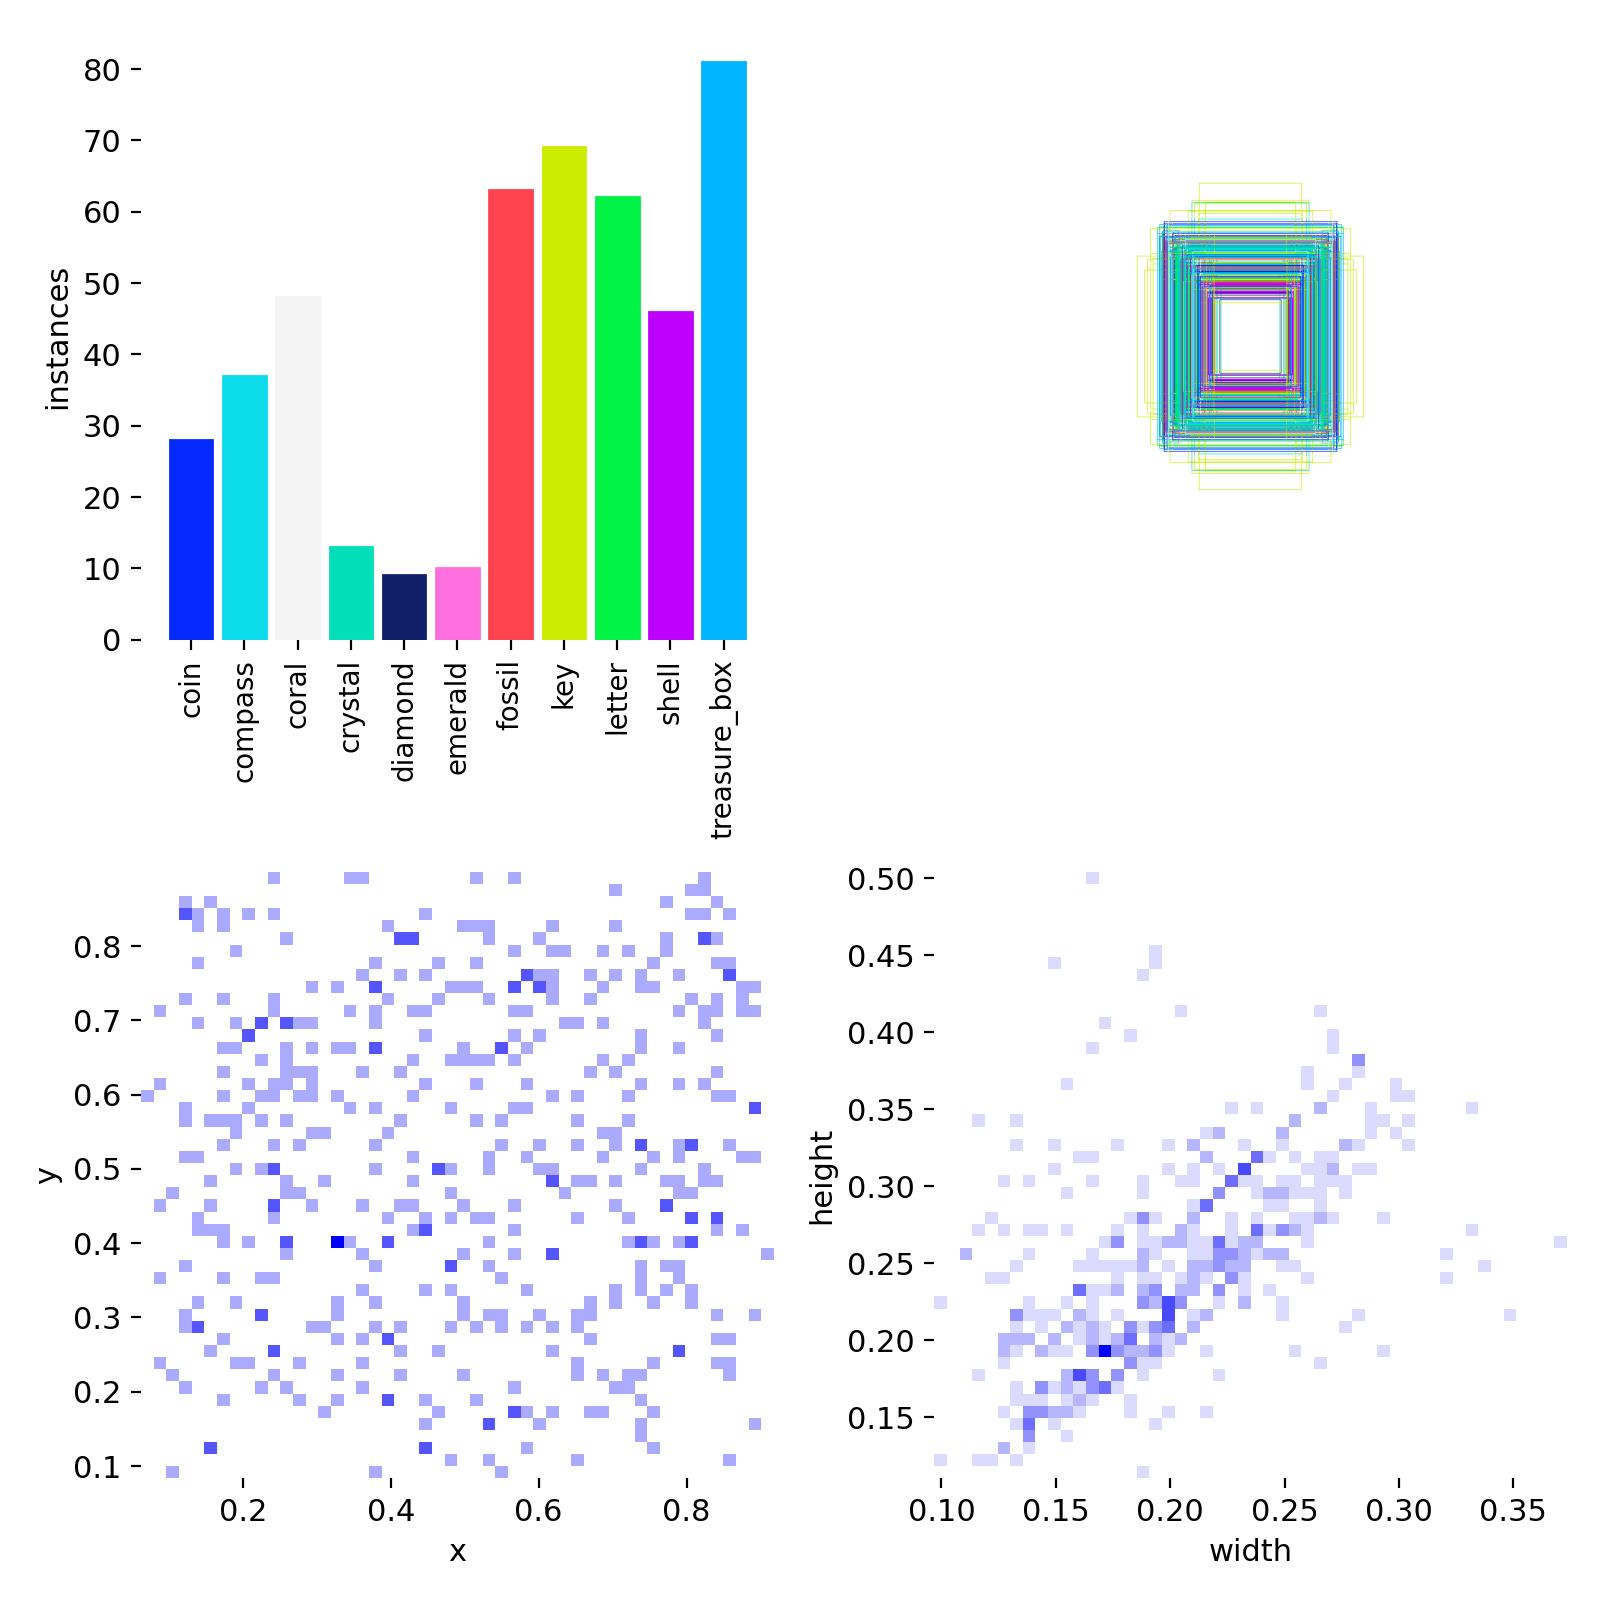 80
70
60
50
40
30
20
10
0
instances
coin
compass
coral
crystal
diamond
emerald
fossil
key
letter
shell
treasure_box
0.8
0.7
0.6
0.5
0.4
0.3
0.2
0.1
y
0.2 0.4 0.6 0.8
x
0.50
0.45
0.40
0.35
0.30
0.25
0.20
0.15
height
0.10 0.15 0.20 0.25 0.30 0.35
width